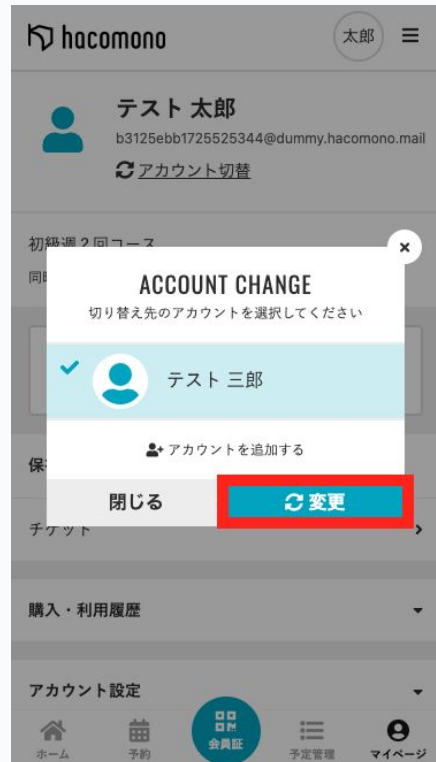 hacomono
太郎
テスト 太郎
b3125ebb1725525344@dummy.hacomono.mail
アカウント切替
初級週2回コース
同
ACCOUNT CHANGE
切り替え先のアカウントを選択してください
テスト 三郎
アカウントを追加する
保
閉じる
変更
チケット
購入・利用履歴
アカウント設定
ホーム
予約
会員証
予定管理
マイページ